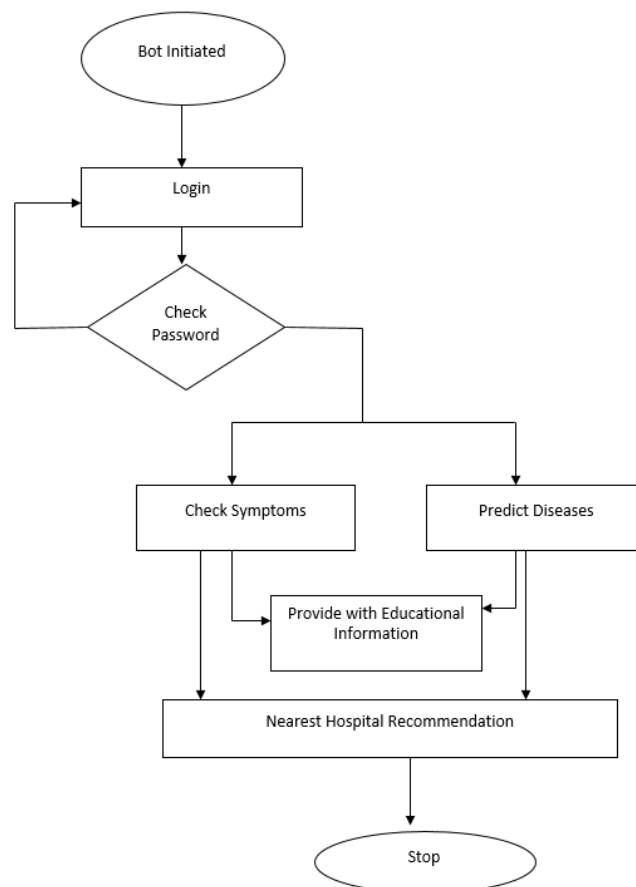 Bot Initiated
Login
Check
Password
Check Symptoms
Predict Diseases
Provide with Educational
Information
Nearest Hospital Recommendation
Stop